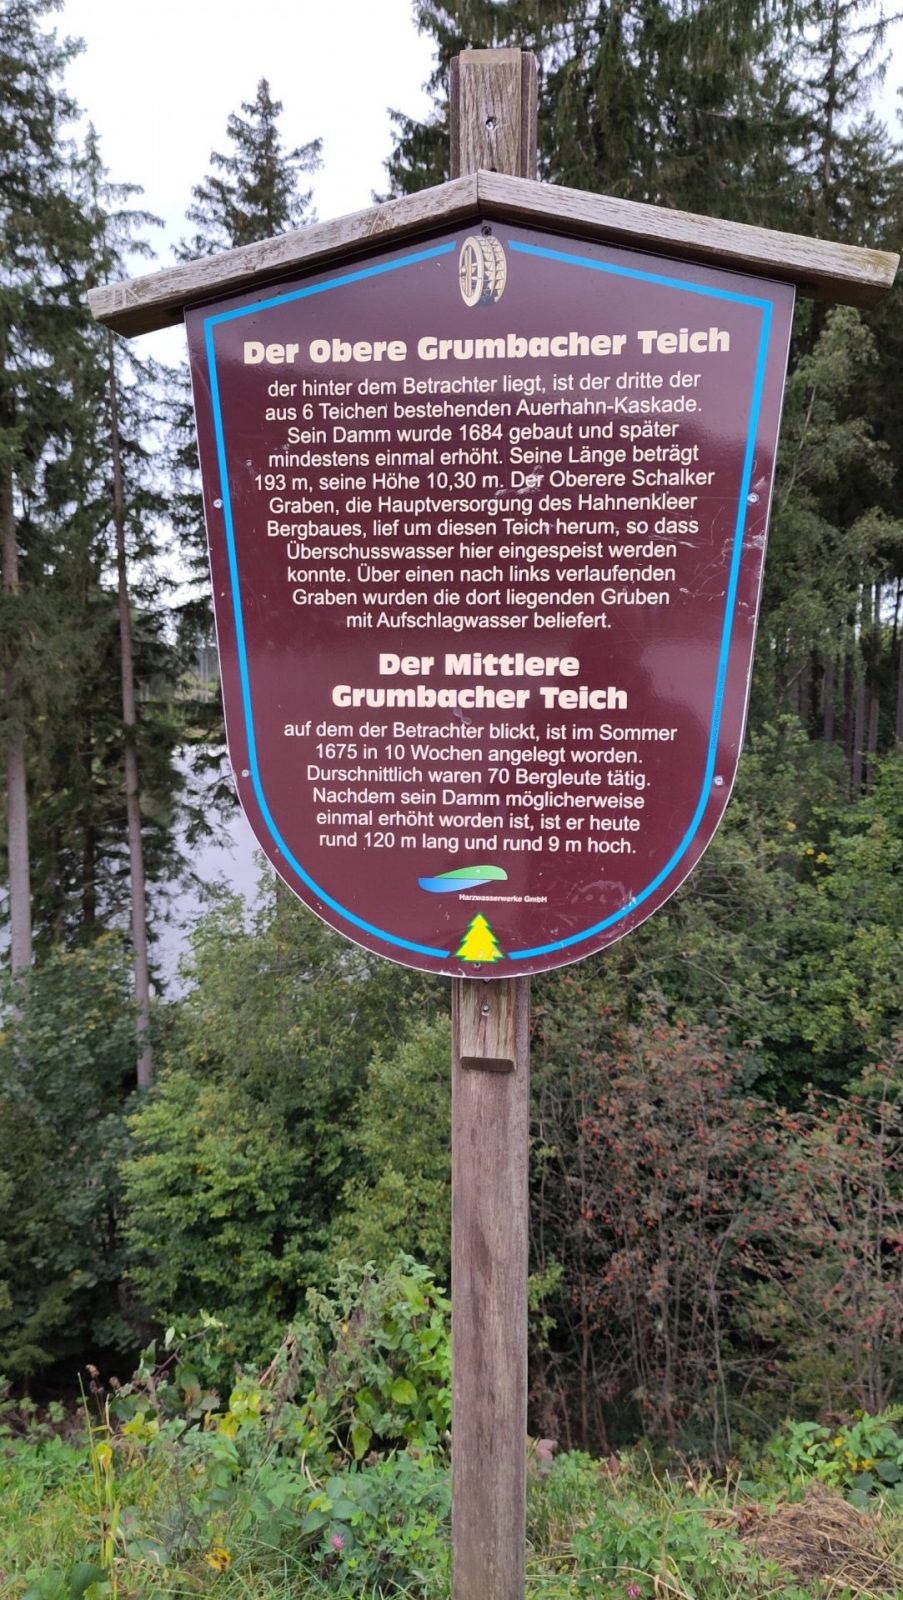 Der Obere Grumbacher Teich
der hinter dem Betrachter liegt, ist der dritte der
aus 6 Teichen bestehenden Auerhahn-Kaskade.
Sein Damm wurde 1684 gebaut und später
mindestens einmal erhöht. Seine Länge beträgt
193 m, seine Höhe 10,30 m. Der Oberere Schalker
Graben, die Hauptversorgung des Hahnenkleer
Bergbaues, lief um diesen Teich herum, so dass
Überschusswasser hier eingespeist werden
konnte. Über einen nach links verlaufenden
Graben wurden die dort liegenden Gruben
mit Aufschlagwasser beliefert.
Der Mittlere
Grumbacher Teich
auf dem der Betrachter blickt, ist im Sommer
1675 in 10 Wochen angelegt worden.
Durschnittlich waren 70 Bergleute tätig.
Nachdem sein Damm möglicherweise
einmal erhöht worden ist, ist er heute
rund 120 m lang und rund 9 m hoch.
Harzwasserwerke GmbH